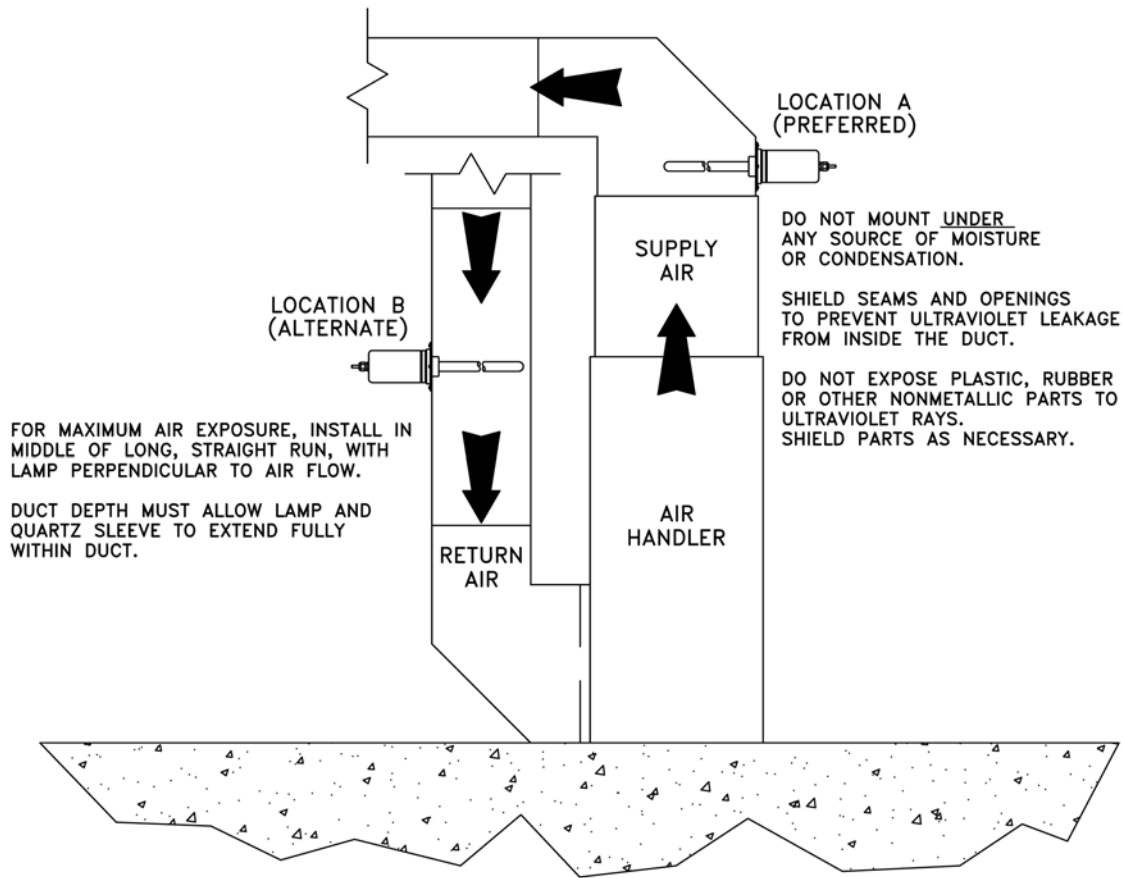 LOCATION A
(PREFERRED)
DO NOT MOUNT UNDER
ANY SOURCE OF MOISTURE
OR CONDENSATION.
SHIELD SEAMS AND OPENINGS
TO PREVENT ULTRAVIOLET LEAKAGE
FROM INSIDE THE DUCT.
DO NOT EXPOSE PLASTIC, RUBBER
OR OTHER NONMETALLIC PARTS TO
ULTRAVIOLET RAYS.
SHIELD PARTS AS NECESSARY.
SUPPLY
AIR
LOCATION B
(ALTERNATE)
FOR MAXIMUM AIR EXPOSURE, INSTALL IN
MIDDLE OF LONG, STRAIGHT RUN, WITH
LAMP PERPENDICULAR TO AIR FLOW.
DUCT DEPTH MUST ALLOW LAMP AND
QUARTZ SLEEVE TO EXTEND FULLY
WITHIN DUCT.
RETURN
AIR
AIR
HANDLER